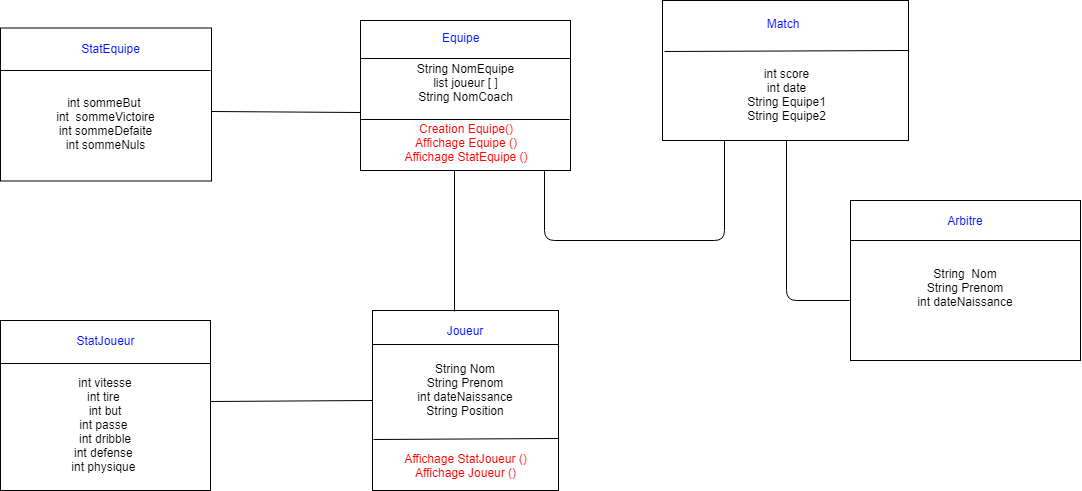 StatEquipe
int sommeBut
int sommeVictoire
int sommeDefaite
int sommeNuls
Equipe
String NomEquipe
list joueur [ ]
String NomCoach
Creation Equipe()
Affichage Equipe ()
Affichage StatEquipe ()
Match
int score
int date
String Equipe1
String Equipe2
Arbitre
String Nom
String Prenom
int dateNaissance
StatJoueur
int vitesse
int tire
int but
int passe
int dribble
int defense
int physique
Joueur
String Nom
String Prenom
int dateNaissance
String Position
Affichage StatJoueur ()
Affichage Joueur ()